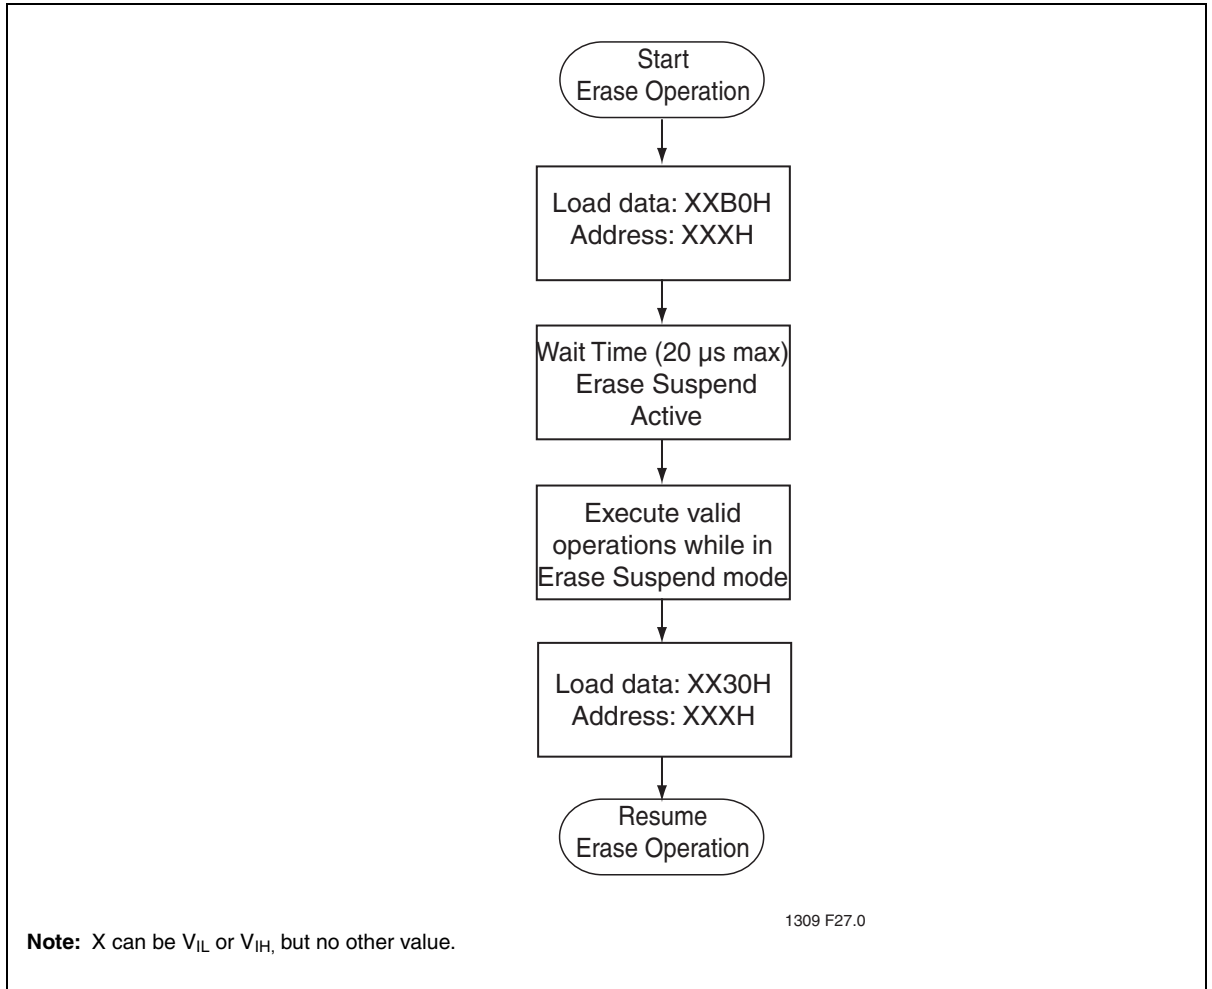 Start
Erase Operation
Load data: XXB0H
Address: XXXH
Wait Time (20 µs max)
Erase Suspend
Active
Execute valid
operations while in
Erase Suspend mode
Load data: XX30H
Address: XXXH
Resume
Erase Operation
1309 F27.0
Note: X can be VIL or VIH, but no other value.